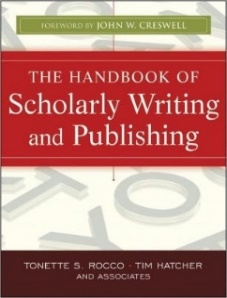 FOREWORD BY JOHN W. CRESWELL
THE HANDBOOK OF
Scholarly Writing
and Publishing
TONETTE S. ROCCO • TIM HATCHER
AND ASSOCIATES